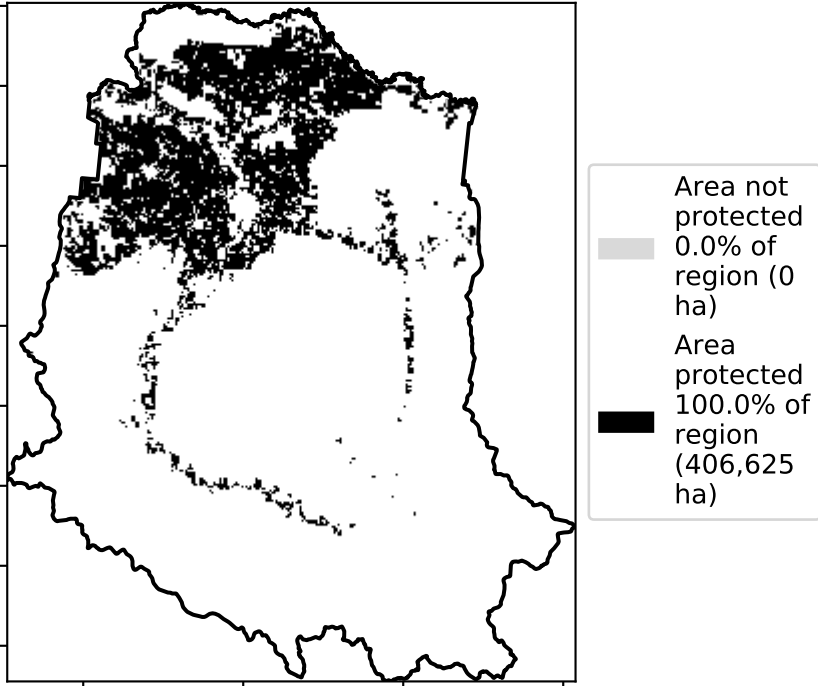 Area not
protected
0.0% of
region (0
ha)
Area
protected
100.0% of
region
(406,625
ha)